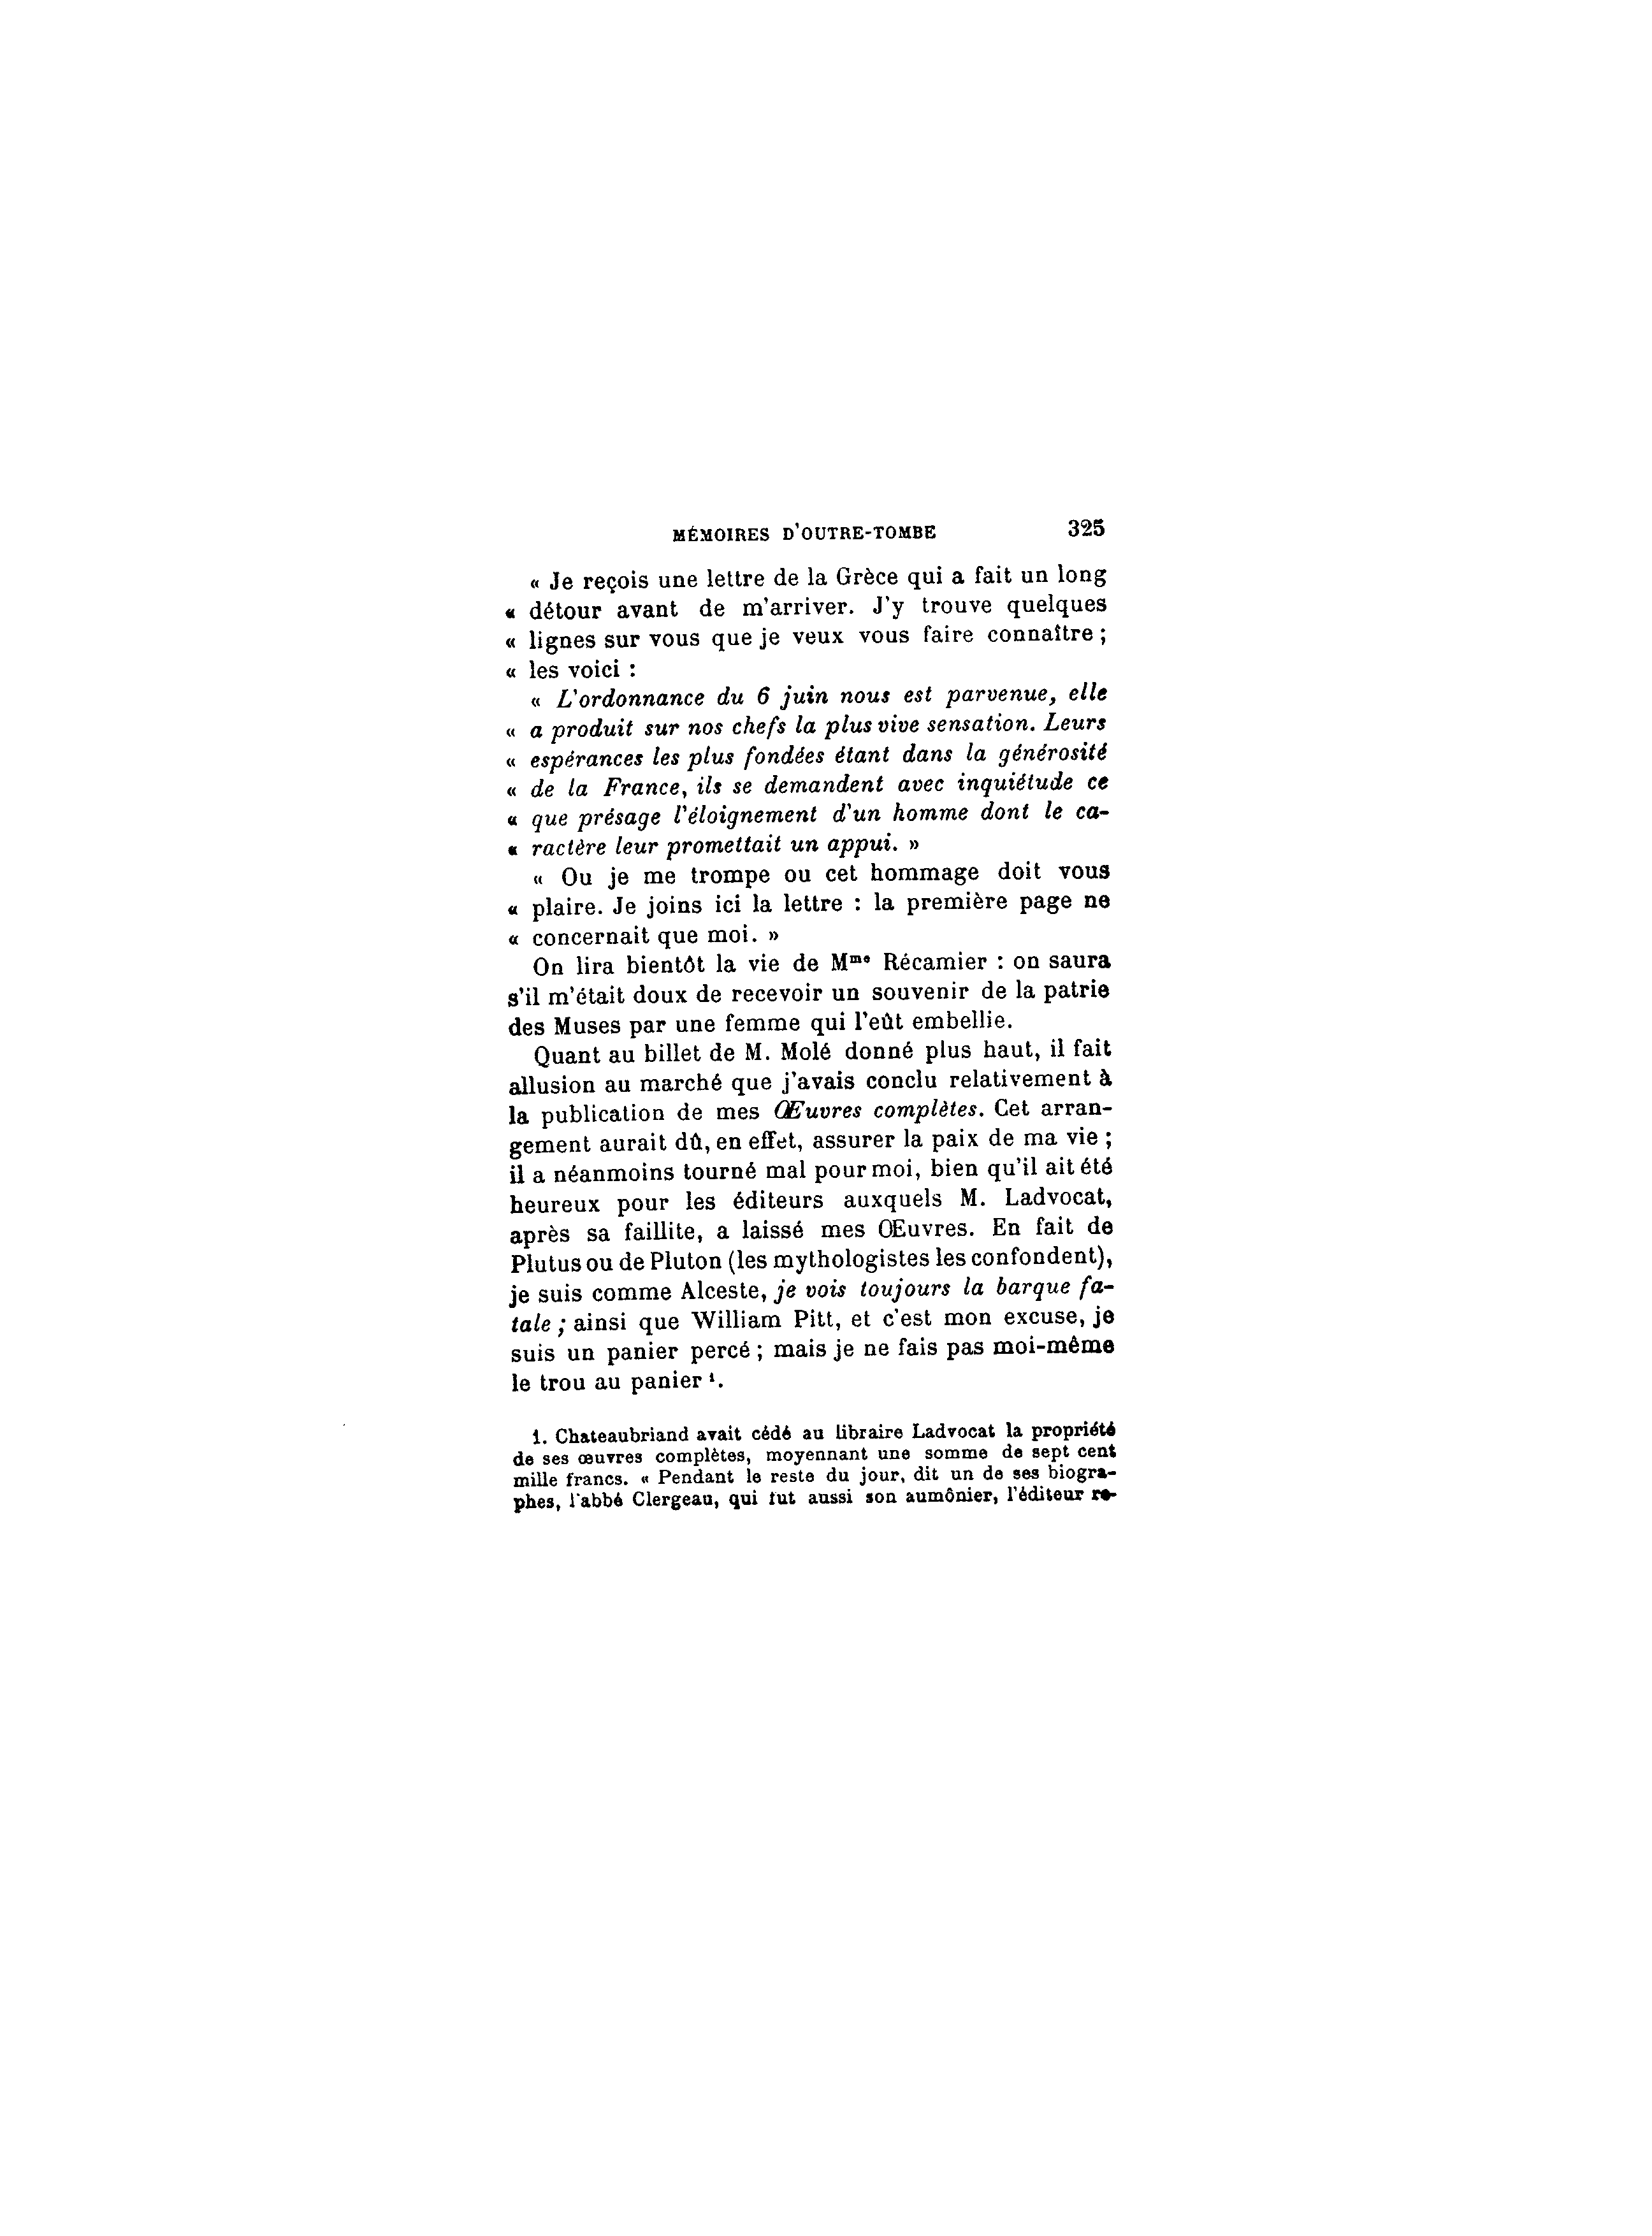 MÉMOIRES D'OUTRE-TOMBE 325
« Je reçois une lettre de la Grèce qui a fait un long
« détour avant de m'arriver. J'y trouve quelques
« lignes sur vous que je veux vous faire connaître ;
« les voici :
« L'ordonnance du 6 juin nous est parvenue, elle
« a produit sur nos chefs la plus vive sensation. Leurs
« espérances les plus fondées étant dans la générosité
« de la France, ils se demandent avec inquiétude ce
« que présage l'éloignement d'un homme dont le ca-
« ractère leur promettait un appui. »
« Ou je me trompe ou cet hommage doit vous
« plaire. Je joins ici la lettre : la première page ne
« concernait que moi. »
On lira bientôt la vie de Mme Récamier : on saura
s'il m'était doux de recevoir un souvenir de la patrie
des Muses par une femme qui l'eût embellie.
Quant au billet de M. Molé donné plus haut, il fait
allusion au marché que j'avais conclu relativement à
la publication de mes Œuvres complètes. Cet arran-
gement aurait dû, en effet, assurer la paix de ma vie ;
il a néanmoins tourné mal pour moi, bien qu'il ait été
heureux pour les éditeurs auxquels M. Ladvocat,
après sa faillite, a laissé mes Œuvres. En fait de
Plutus ou de Pluton (les mythologistes les confondent),
je suis comme Alceste, je vois toujours la barque fa-
tale ; ainsi que William Pitt, et c'est mon excuse, je
suis un panier percé ; mais je ne fais pas moi-même
le trou au panier 1.
1. Chateaubriand avait cédé au libraire Ladvocat la propriété
de ses œuvres complètes, moyennant une somme de sept cent
mille francs. « Pendant le reste du jour, dit un de ses biogra-
phes, l'abbé Clergeau, qui fut aussi son aumônier, l'éditeur re-